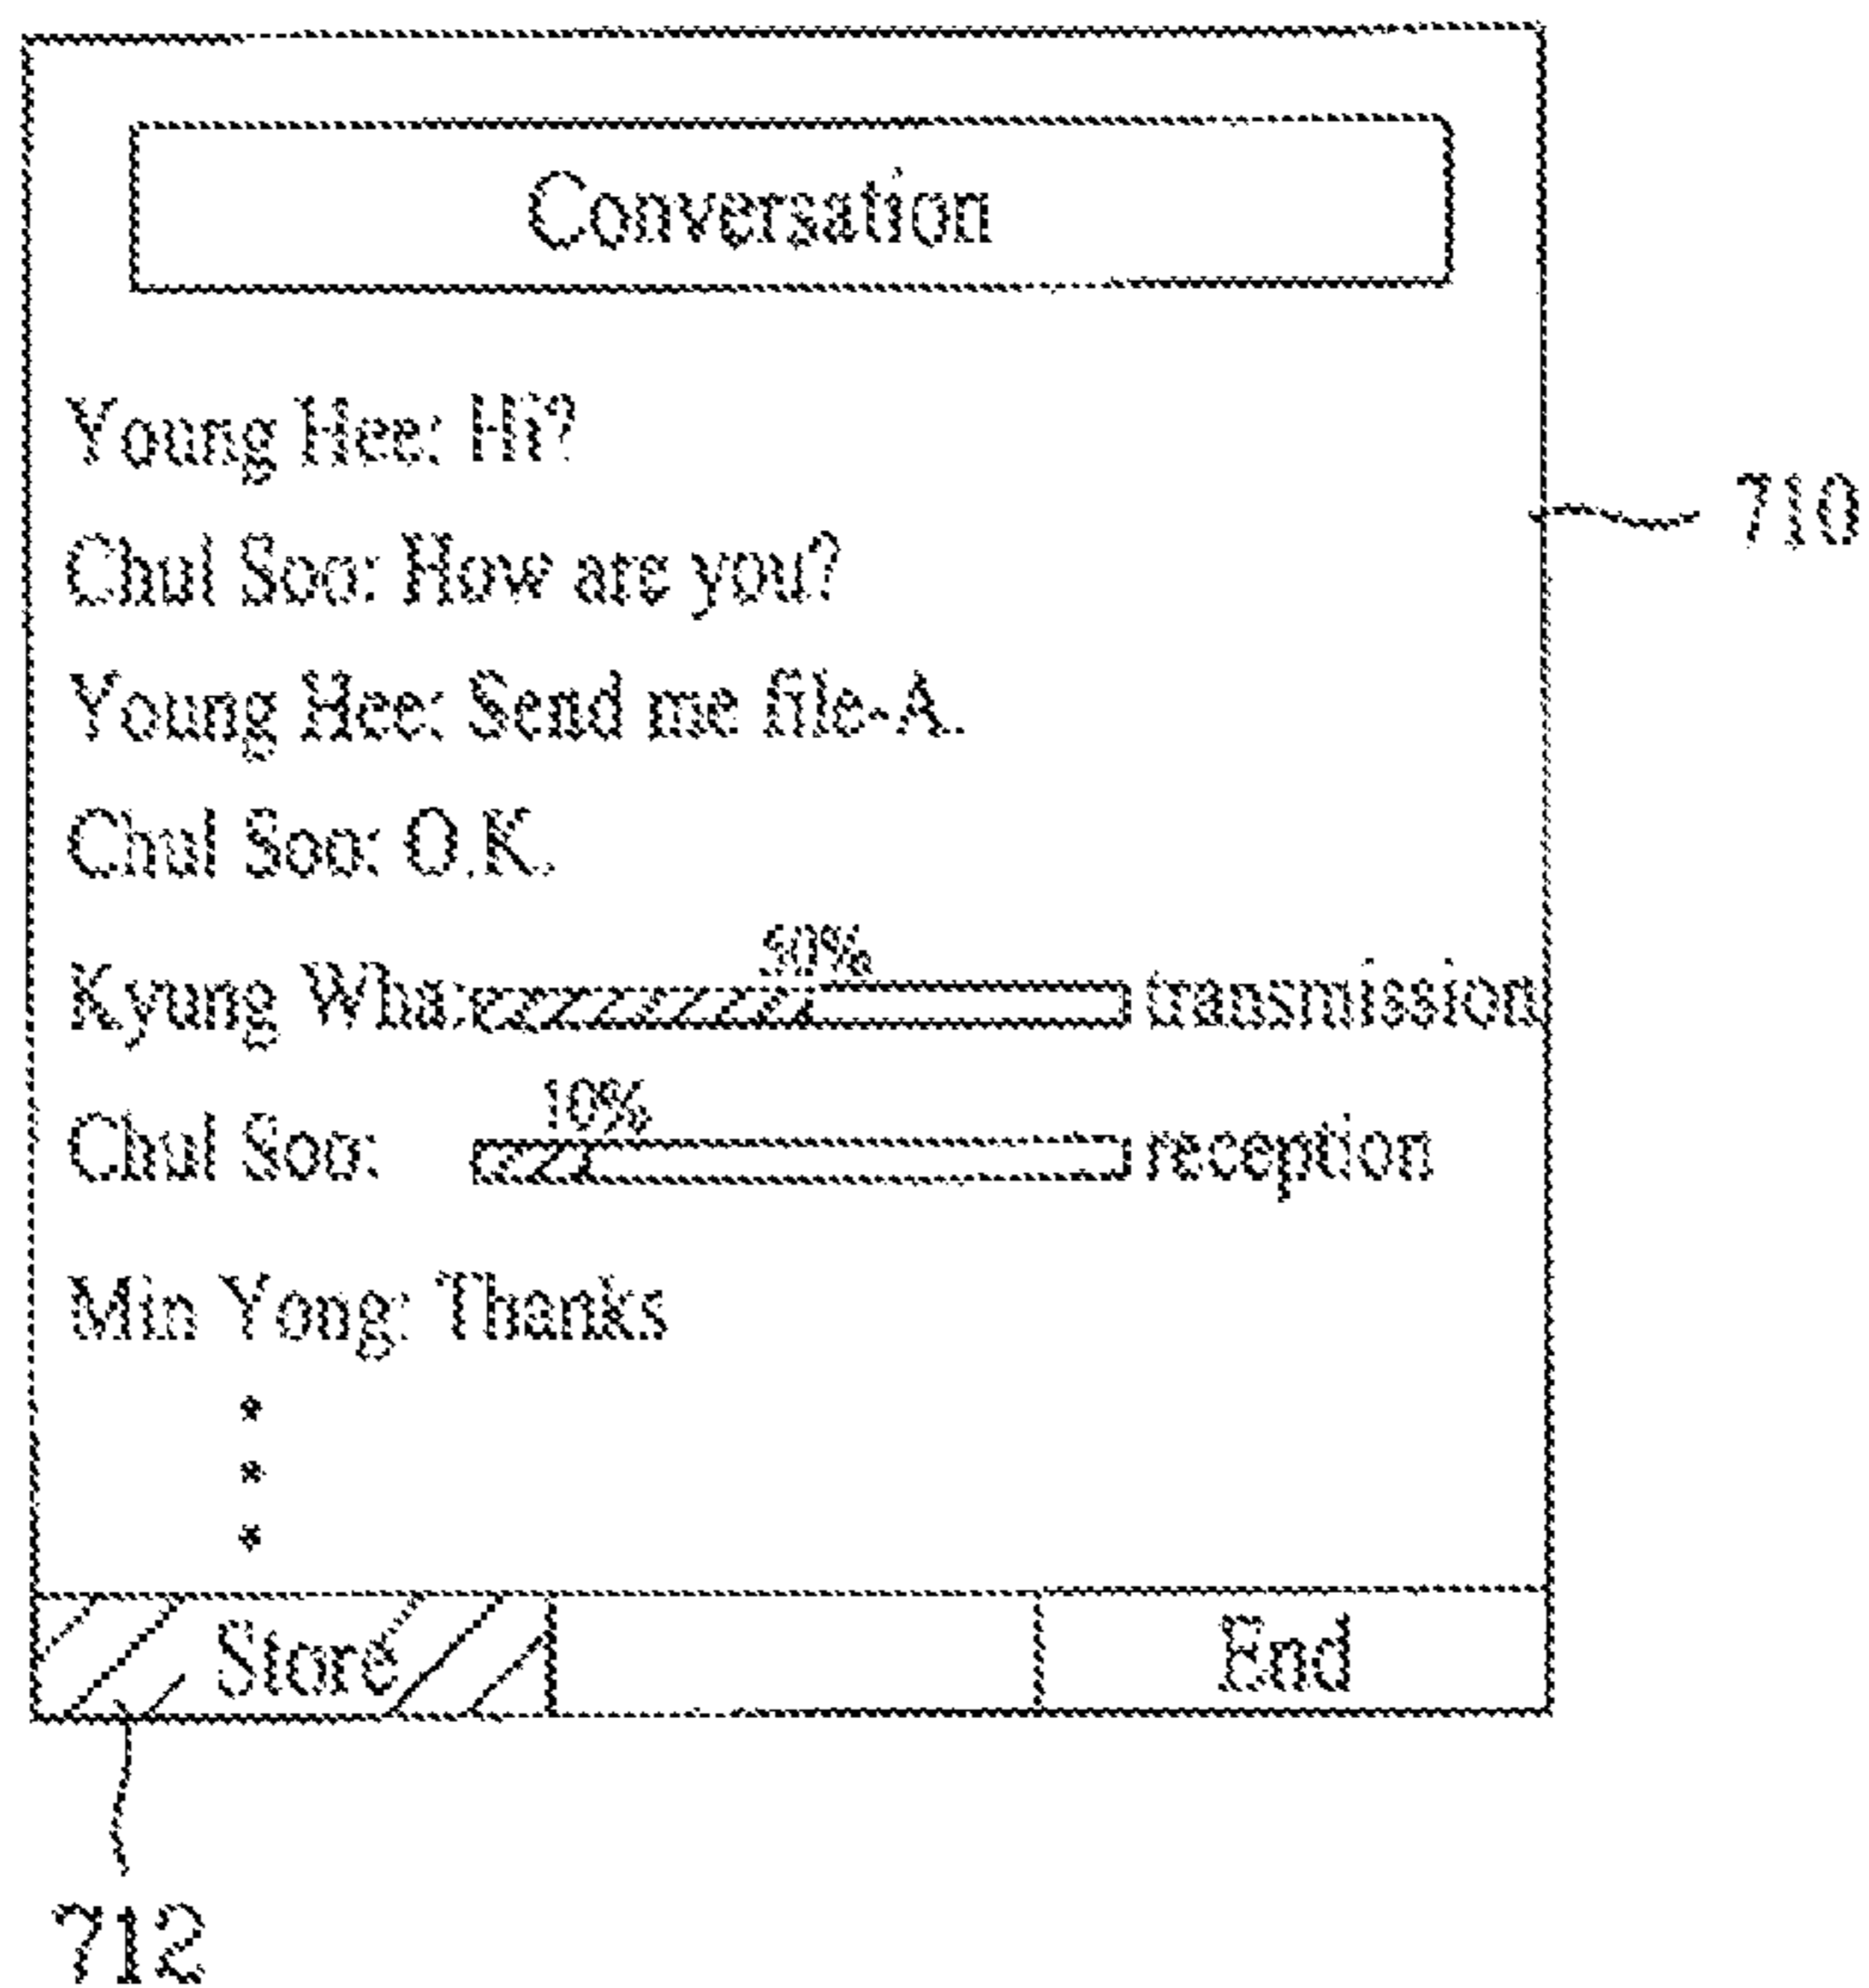 Conversation
Young Hee: Hi?
710
Chul Soo: How are you?
Young Hee: Send me file-A.
Chul Soo: O.K.
50%
Kyung Wha: transmission
10%
Chul Soo: reception
Min Yong: Thanks
Store End
712